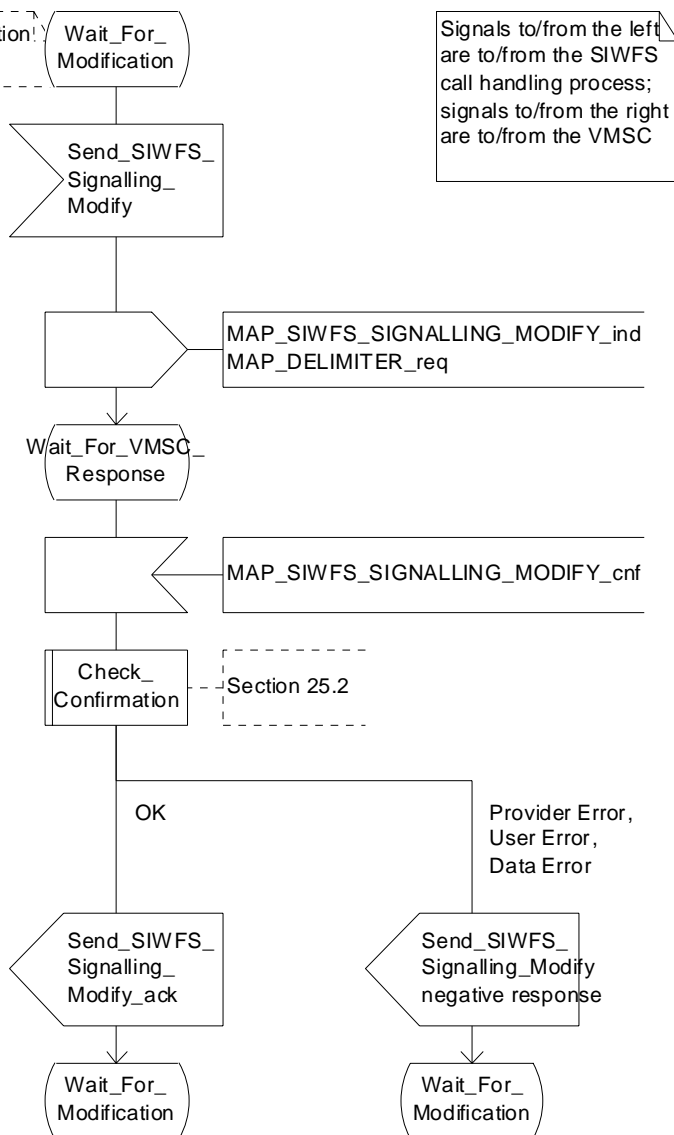 tion
Wait_For_
Modification
Signals to/from the left
are to/from the SIWFS
call handling process;
signals to/from the right
are to/from the VMSC
Send_SIWFS_
Signalling_
Modify
MAP_SIWFS_SIGNALLING_MODIFY_ind
MAP_DELIMITER_req
Wait_For_VMSC_
Response
MAP_SIWFS_SIGNALLING_MODIFY_cnf
Check_
Confirmation
Section 25.2
OK
Provider Error,
User Error,
Data Error
Send_SIWFS_
Signalling_
Modify_ack
Send_SIWFS_
Signalling_Modify
negative response
Wait_For_
Modification
Wait_For_
Modification